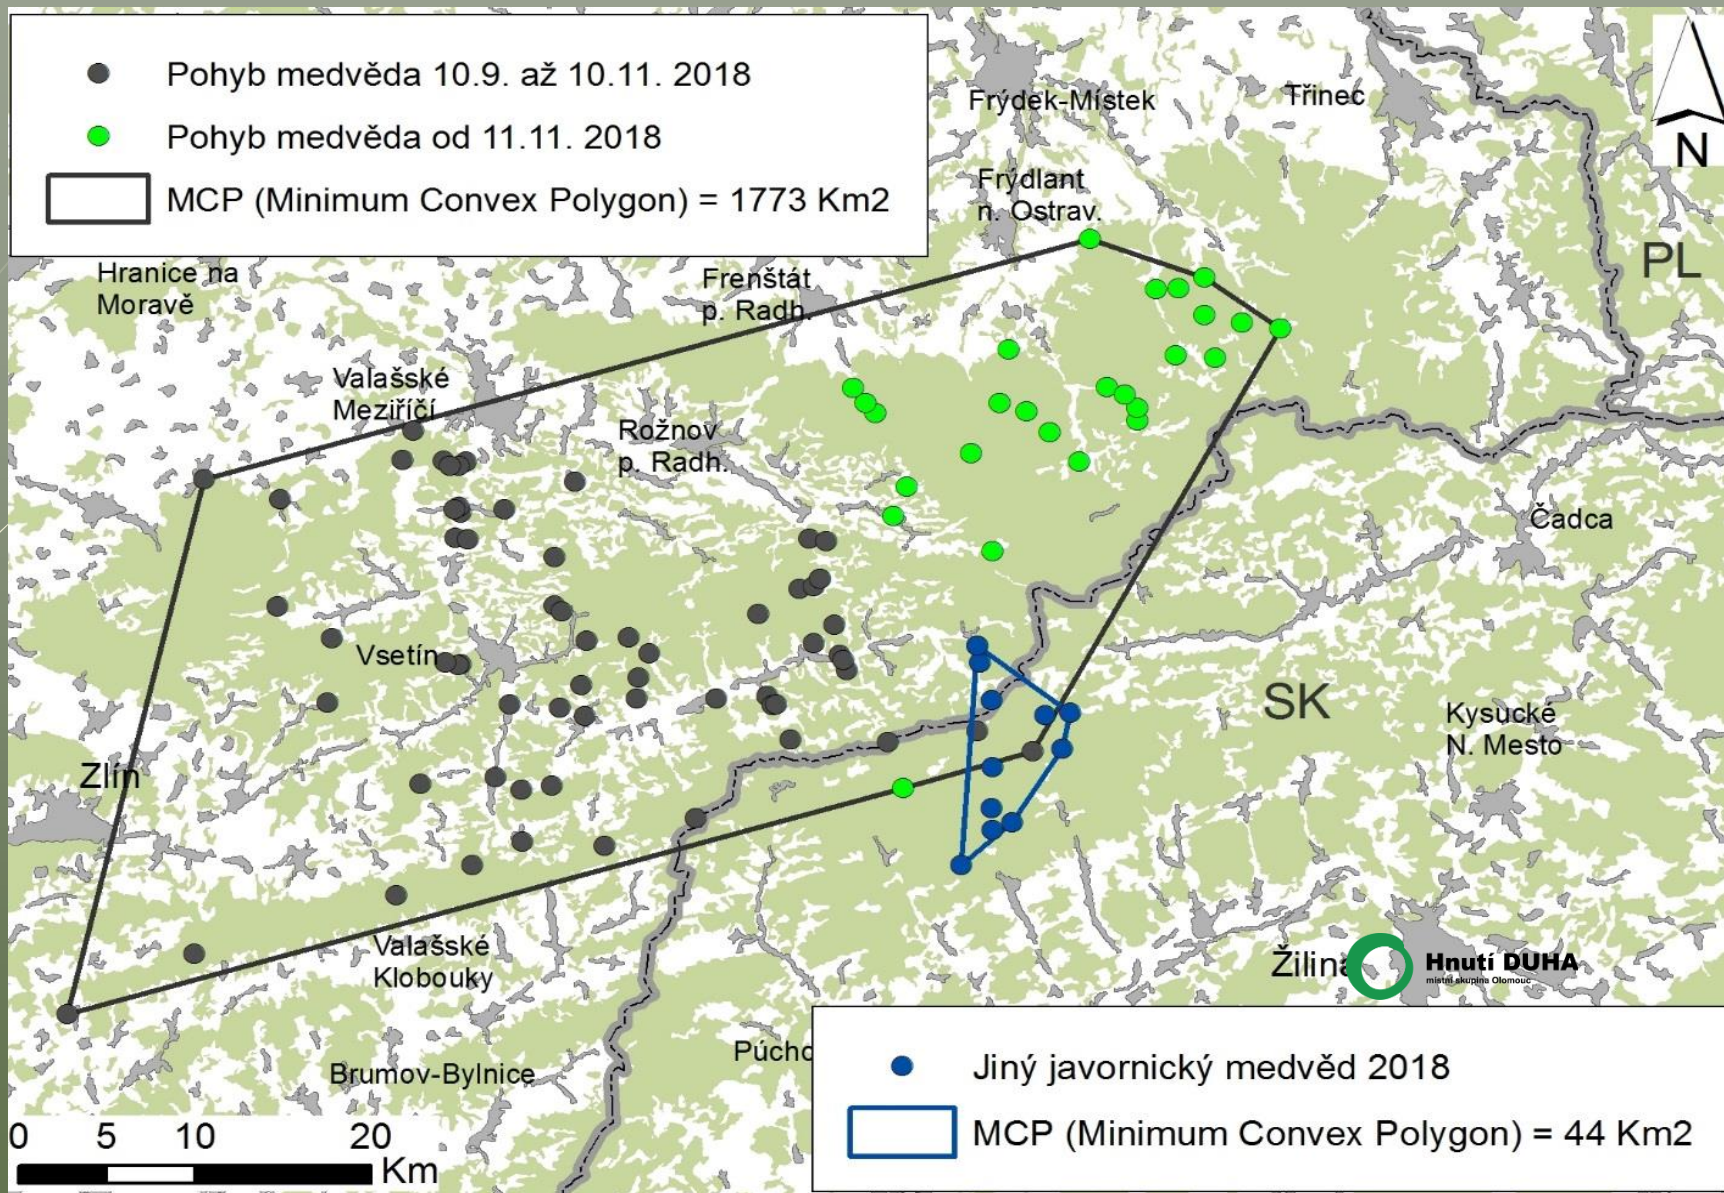 Pohyb medvěda 10.9. až 10.11. 2018
Pohyb medvěda od 11.11. 2018
MCP (Minimum Convex Polygon) = 1773 Km2
Frýdek-Místek
Třinec
N
Frýdlant
n. Ostrav.
PL
Hranice na
Moravě
Frenštát
p. Radh.
Valašské
Meziříčí
Rožnov
p. Radh.
Čadca
Vsetín
SK
Kysucké
N. Mesto
Zlín
Valašské
Klobouky
Žilina
Hnutí DUHA
místní skupina Olomouc
Púcho
Brumov-Bylnice
Jiný javornický medvěd 2018
MCP (Minimum Convex Polygon) = 44 Km2
0 5 10 20
Km